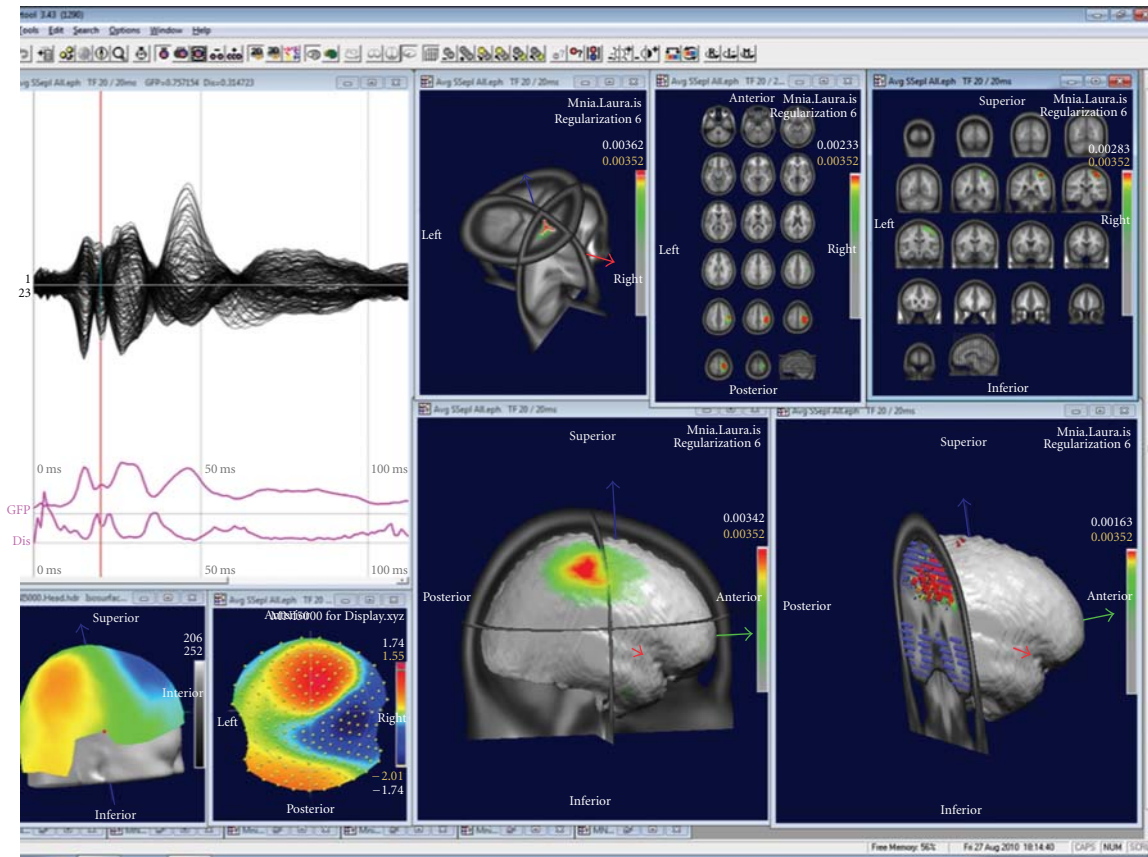 tool 3.43 (1290)
Tools Edit Search Options Window Help
Avg SSepl All.eph TF 20 / 20ms GFP=0.757154 Dis=0.314723
1
23
0 ms 50 ms 100 ms
GFP
Dis
0 ms 50 ms 100 ms
Avg SSepl All.eph TF 20 / 20ms
Mnia.Laura.is
Regularization 6
0.00362
0.00352
Left
Right
Avg SSepl All.eph TF 20 / 2...
Anterior
Mnia.Laura.is
Regularization 6
0.00233
0.00352
Left
Right
Posterior
Avg SSepl All.eph TF 20 / 20ms
Superior
Mnia.Laura.is
Regularization 6
0.00283
0.00352
Left
Right
Inferior
Superior
206
252
Interior
Inferior
Avg SSepl All.eph TF 20 ...
for Display.xyz
1.74
1.55
Left
Right
−2.01
−1.74
Posterior
Avg SSepl All.eph TF 20 / 20ms
Superior
Mnia.Laura.is
Regularization 6
0.00342
0.00352
Posterior
Anterior
Inferior
Avg SSepl All.eph TF 20 / 20ms
Superior
Mnia.Laura.is
Regularization 6
0.00163
0.00352
Posterior
Anterior
Inferior
Free Memory: 56% Fri 27 Aug 2010 18:14:40 CAPS NUM